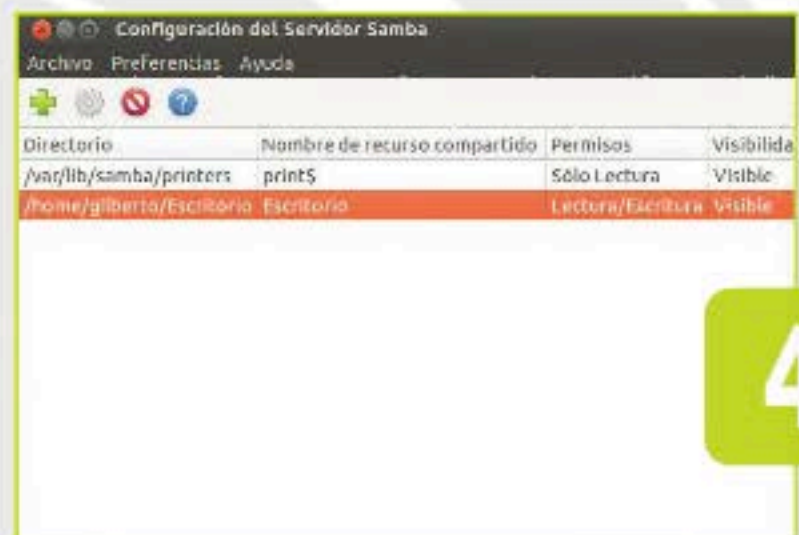 Configuración del Servidor Samba
Archivo Preferencias Ayuda
Directorio Nombre de recurso compartido Permisos Visibilida
/var/lib/samba/printers print$ Sólo Lectura Visible
/home/gilberto/Escritorio Escritorio Lectura/Escritura Visible
4